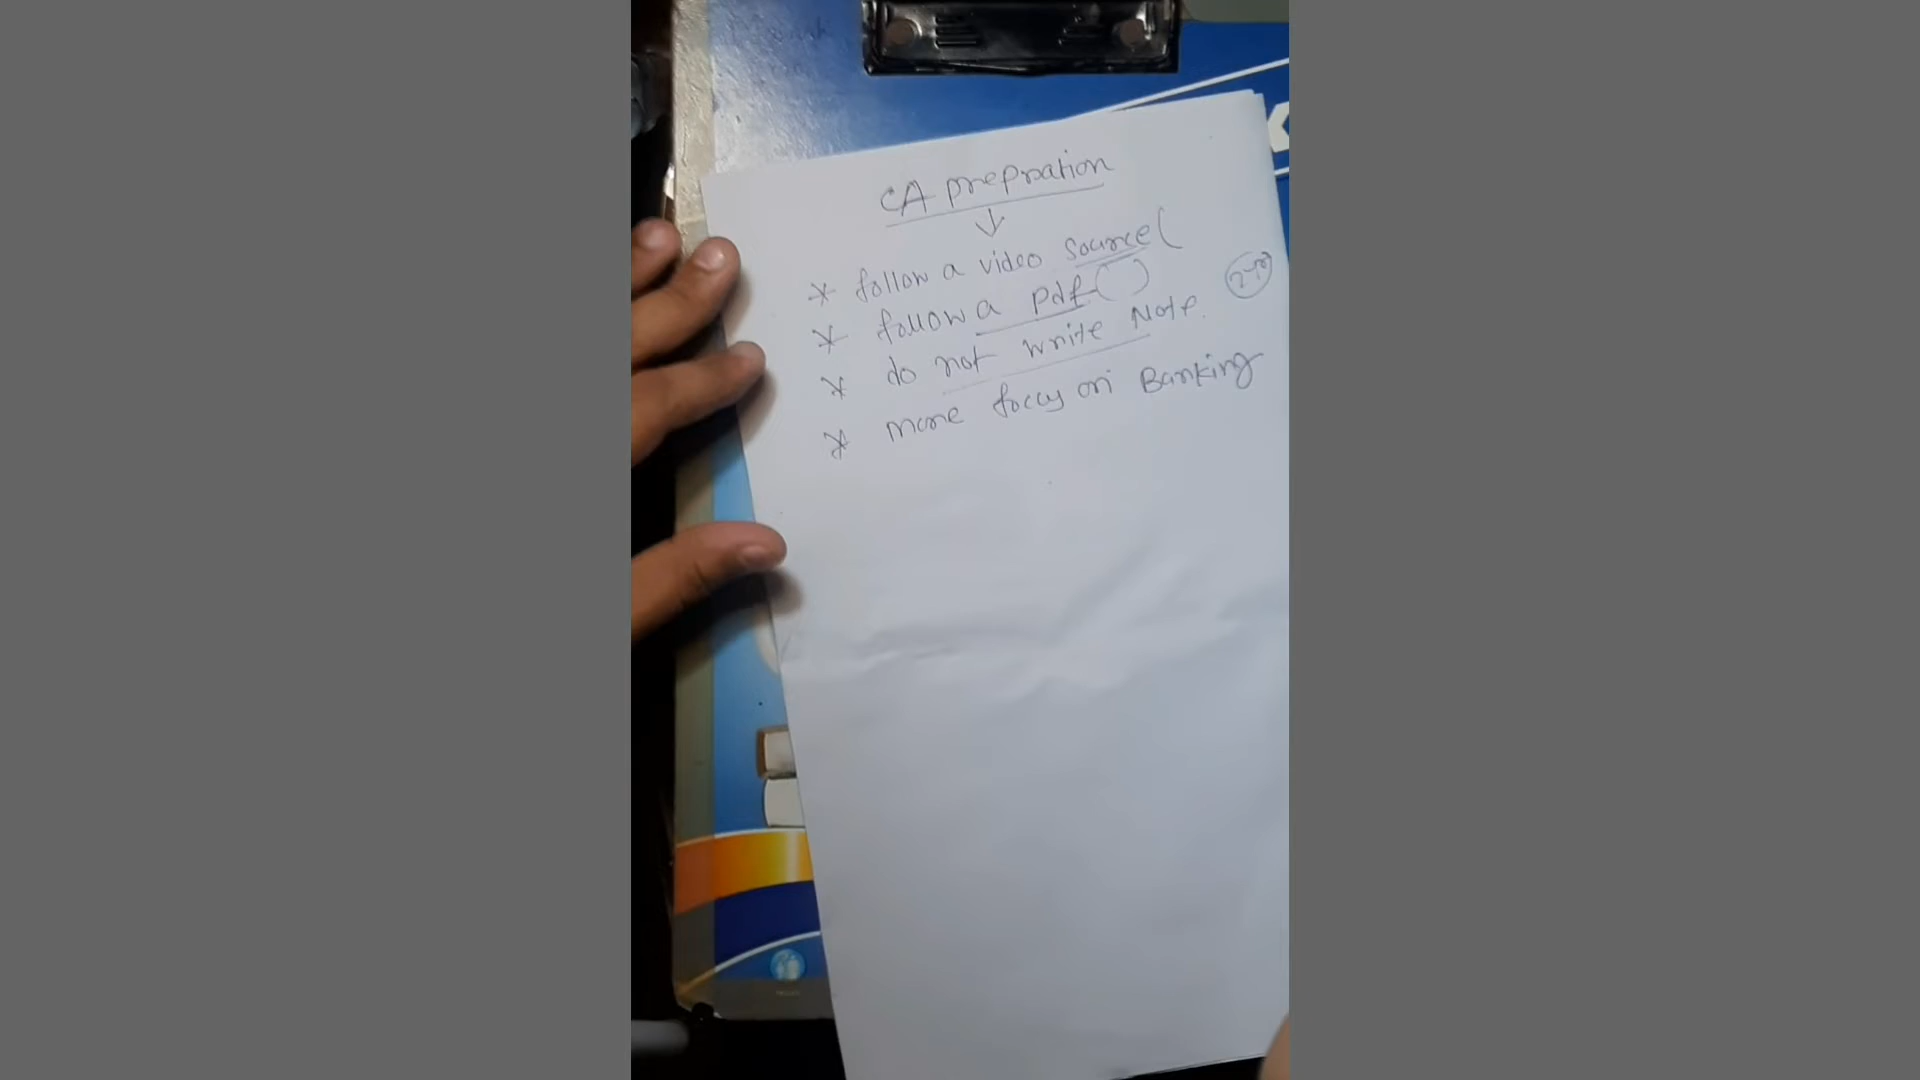 CA prepration
↓
* follow a video source(
* follow a pdf ( )
* do not write Note.
* more focus on Banking